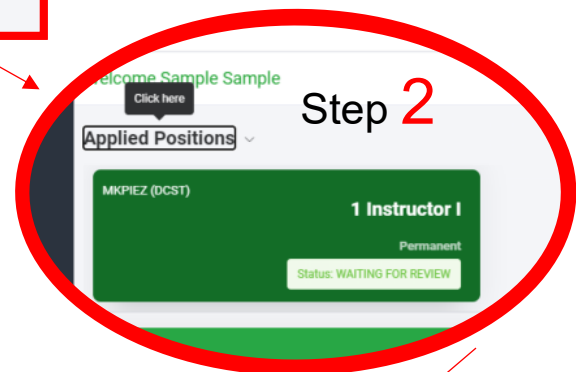 Welcome Sample Sample
Click here
Step 2
Applied Positions
MKPIEZ (DCST)
1 Instructor I
Permanent
Status: WAITING FOR REVIEW